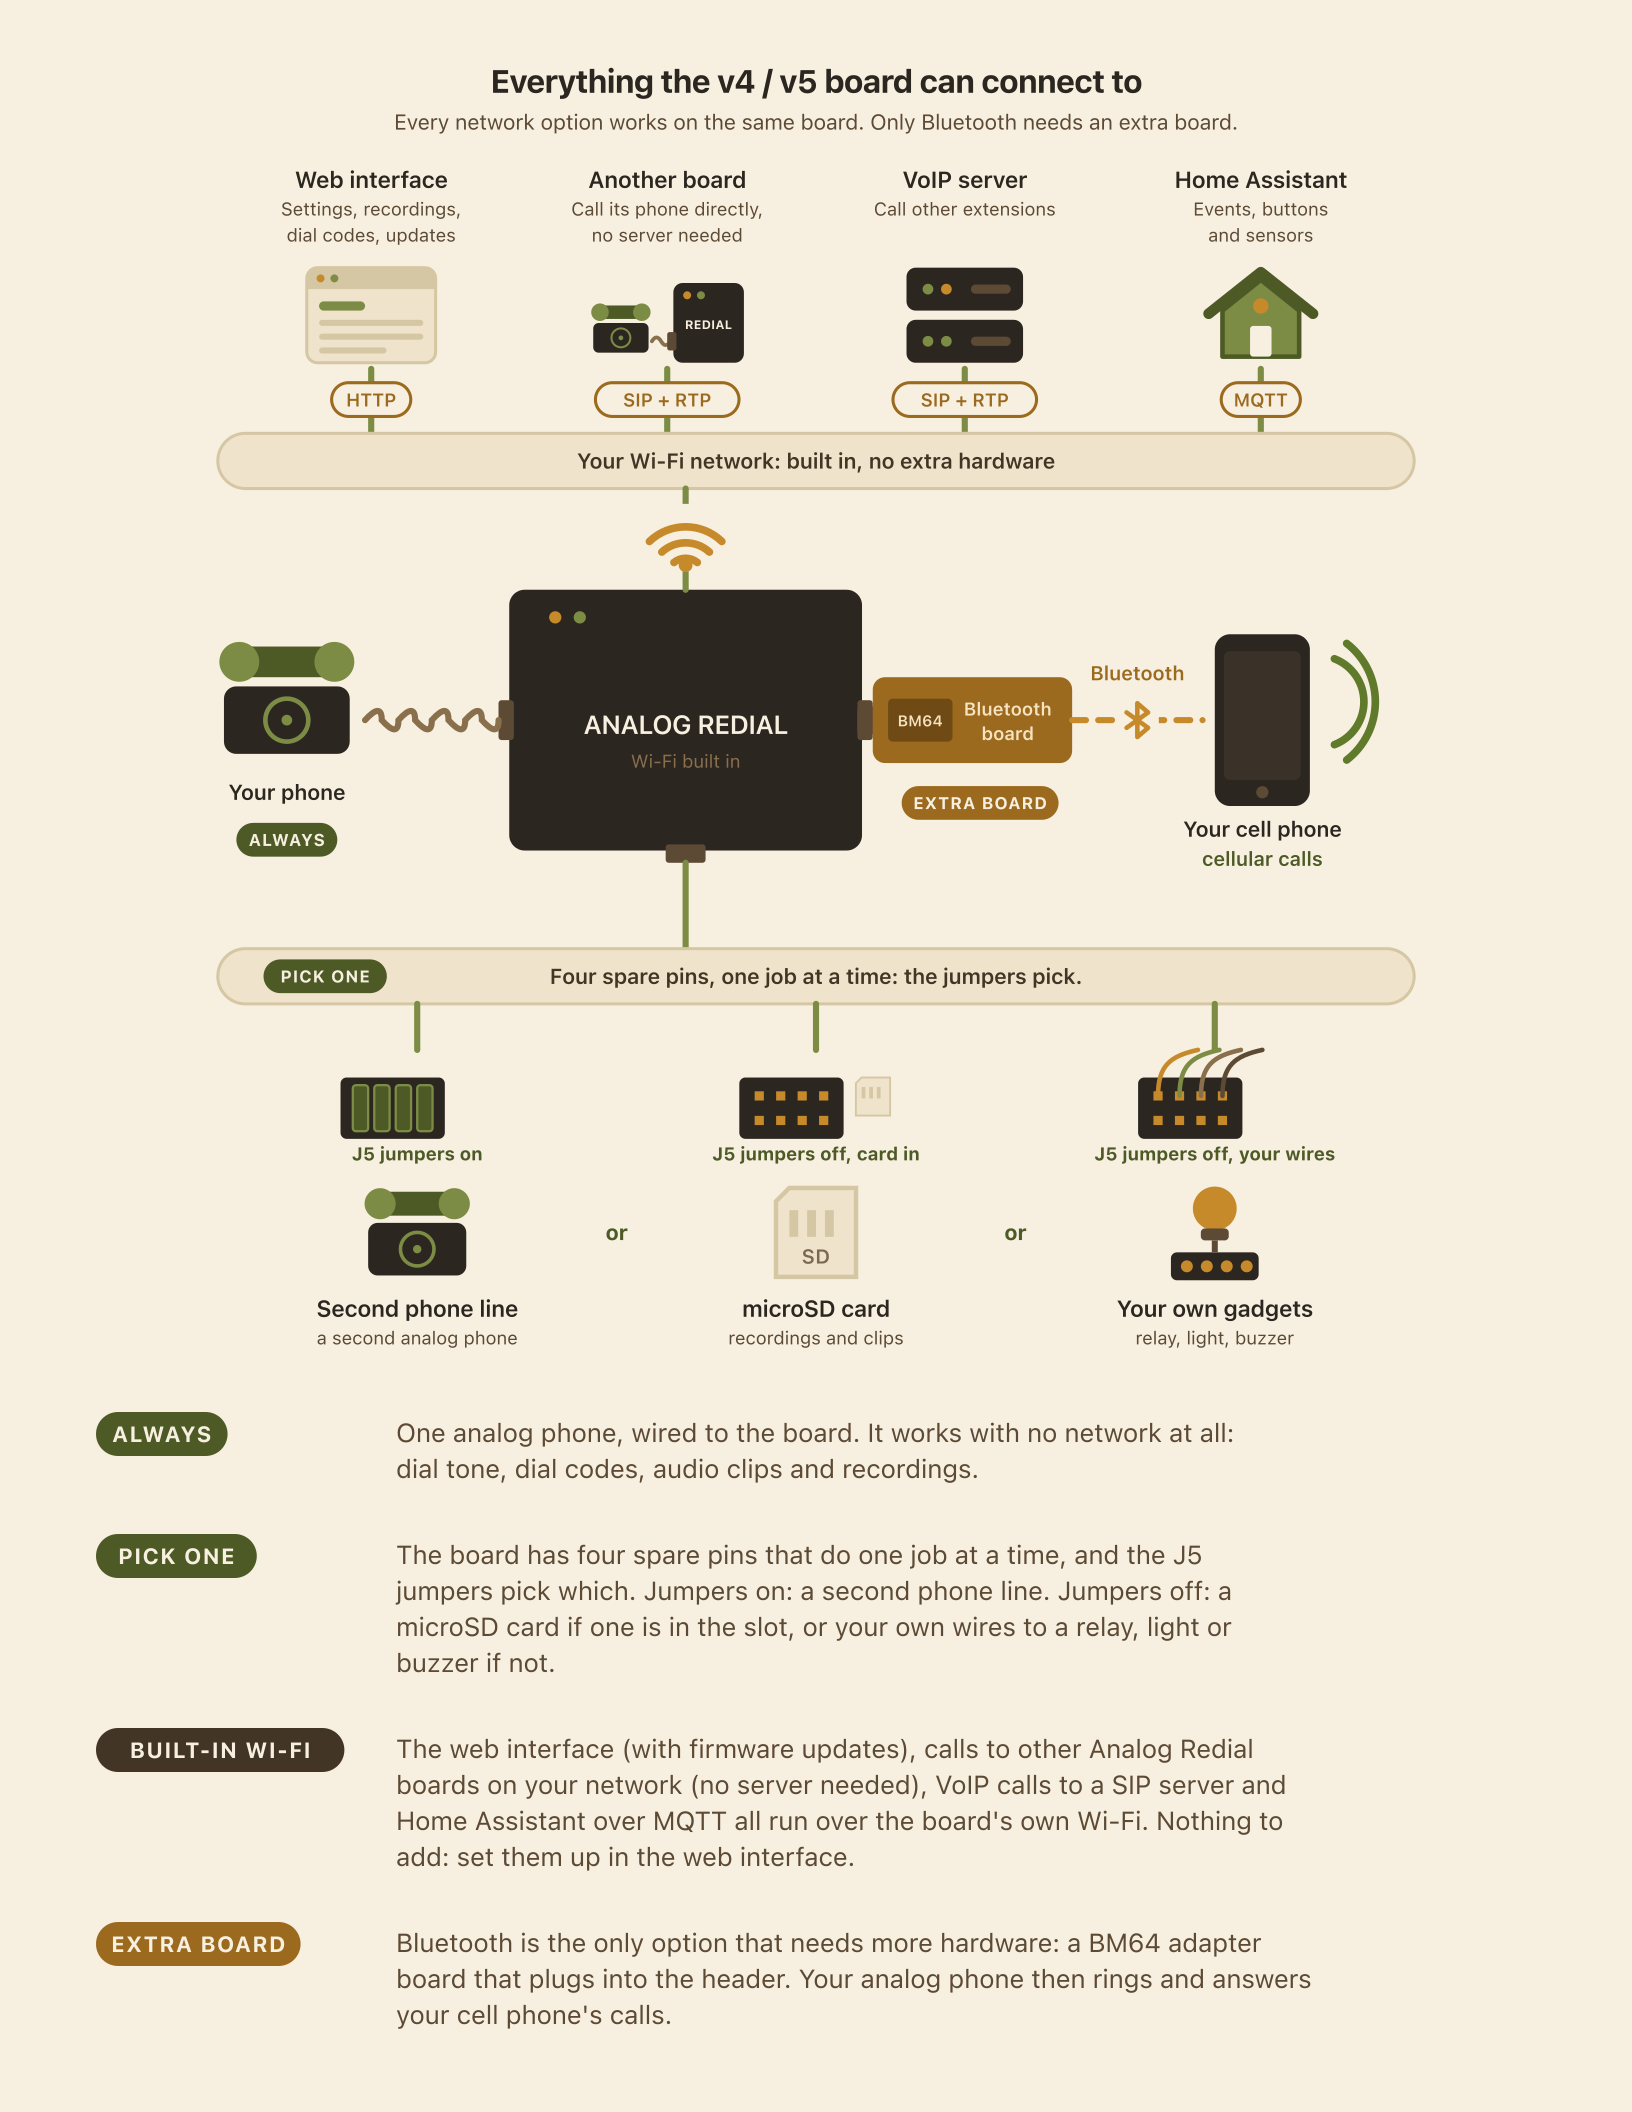 Everything the v4 / v5 board can connect to
Every network option works on the same board. Only Bluetooth needs an extra board.
Web interface
Settings, recordings,
dial codes, updates
Another board
Call its phone directly,
no server needed
VoIP server
Call other extensions
Home Assistant
Events, buttons
and sensors
REDIAL
HTTP
SIP + RTP
SIP + RTP
MQTT
Your Wi-Fi network: built in, no extra hardware
ANALOG REDIAL
Wi-Fi built in
Your phone
ALWAYS
BM64
Bluetooth
board
EXTRA BOARD
Bluetooth
Your cell phone
cellular calls
PICK ONE
Four spare pins, one job at a time: the jumpers pick.
J5 jumpers on
J5 jumpers off, card in
J5 jumpers off, your wires
or
SD
or
Second phone line
a second analog phone
microSD card
recordings and clips
Your own gadgets
relay, light, buzzer
ALWAYS
One analog phone, wired to the board. It works with no network at all:
dial tone, dial codes, audio clips and recordings.
PICK ONE
The board has four spare pins that do one job at a time, and the J5
jumpers pick which. Jumpers on: a second phone line. Jumpers off: a
microSD card if one is in the slot, or your own wires to a relay, light or
buzzer if not.
BUILT-IN WI-FI
The web interface (with firmware updates), calls to other Analog Redial
boards on your network (no server needed), VoIP calls to a SIP server and
Home Assistant over MQTT all run over the board's own Wi-Fi. Nothing to
add: set them up in the web interface.
EXTRA BOARD
Bluetooth is the only option that needs more hardware: a BM64 adapter
board that plugs into the header. Your analog phone then rings and answers
your cell phone's calls.